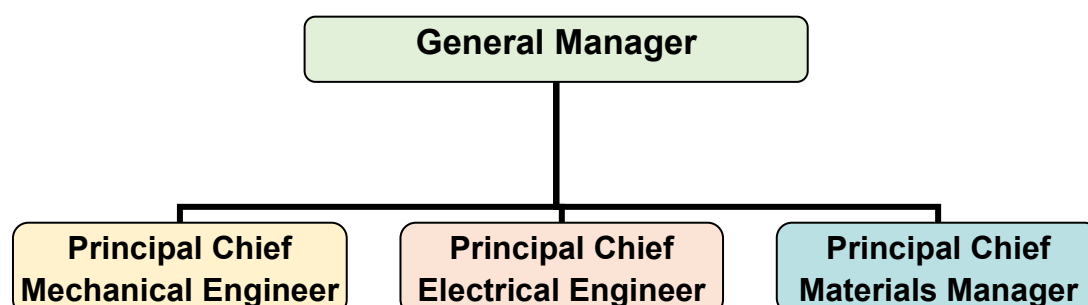 General Manager
Principal Chief
Mechanical Engineer
Principal Chief
Electrical Engineer
Principal Chief
Materials Manager